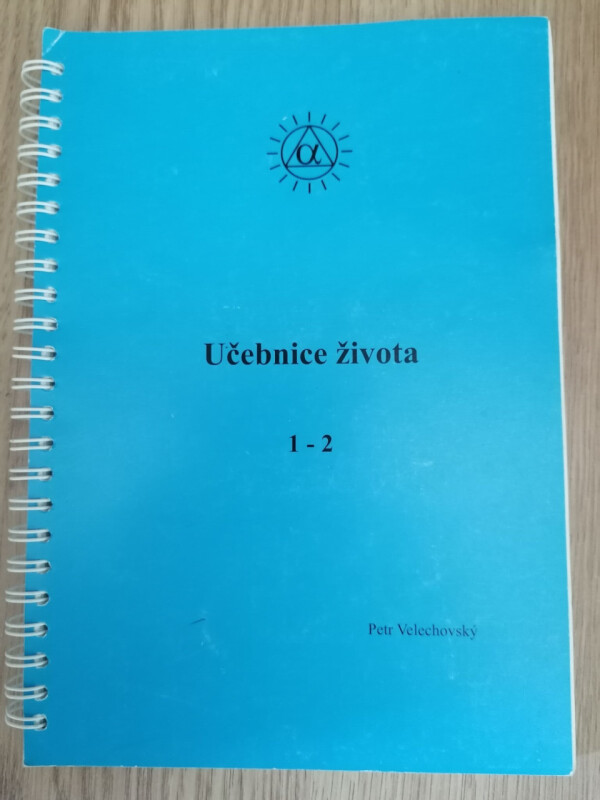 α
Učebnice života
1 - 2
Petr Velechovský